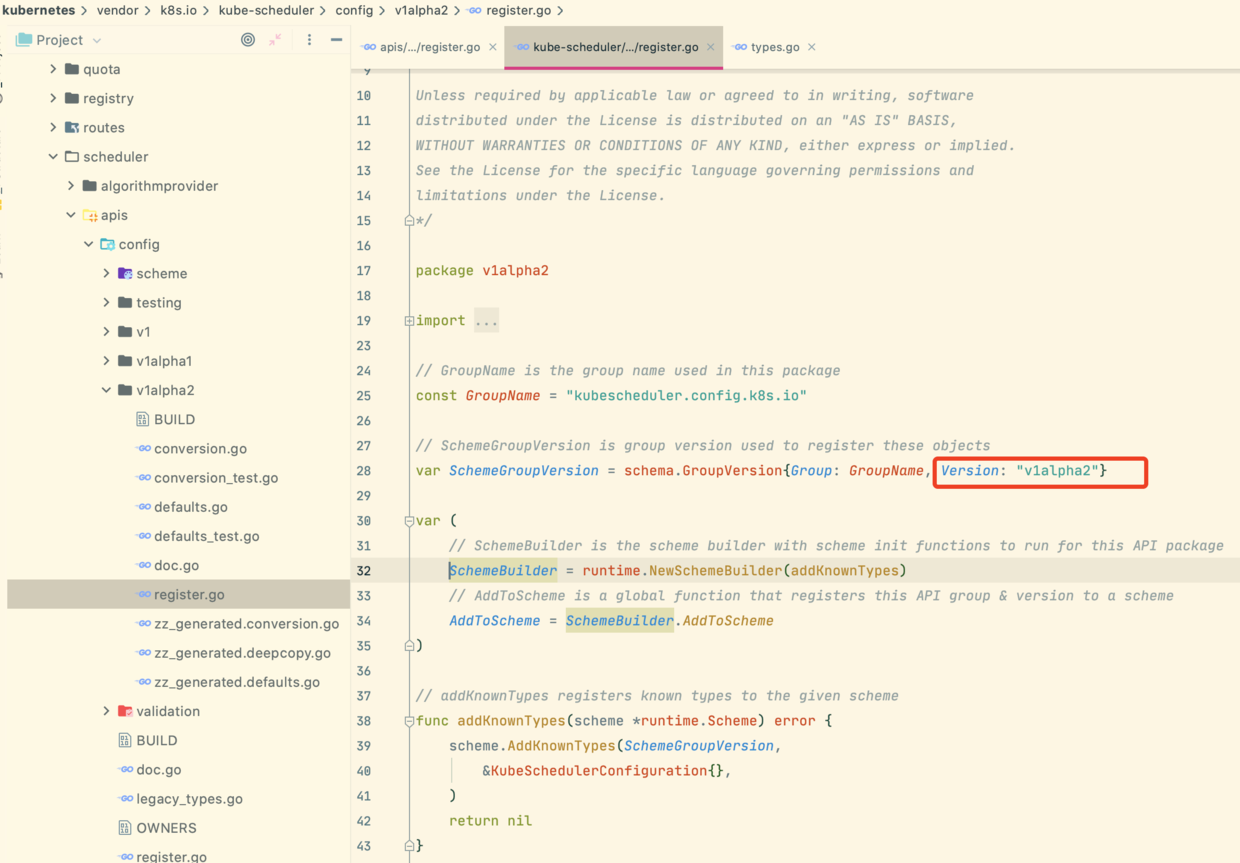 kubernetes > vendor > k8s.io > kube-scheduler > config > v1alpha2 > register.go >
Project
quota
registry
routes
scheduler
algorithmprovider
apis
config
scheme
testing
v1
v1alpha1
v1alpha2
BUILD
conversion.go
conversion_test.go
defaults.go
defaults_test.go
doc.go
register.go
zz_generated.conversion.go
zz_generated.deepcopy.go
zz_generated.defaults.go
validation
BUILD
doc.go
legacy_types.go
OWNERS
register.go
apis/.../register.go
kube-scheduler/.../register.go
types.go
9
10 Unless required by applicable law or agreed to in writing, software
11 distributed under the License is distributed on an "AS IS" BASIS,
12 WITHOUT WARRANTIES OR CONDITIONS OF ANY KIND, either express or implied.
13 See the License for the specific language governing permissions and
14 limitations under the License.
15 */
16
17 package v1alpha2
18
19 import ...
23
24 // GroupName is the group name used in this package
25 const GroupName = "kubescheduler.config.k8s.io"
26
27 // SchemeGroupVersion is group version used to register these objects
28 var SchemeGroupVersion = schema.GroupVersion{Group: GroupName, Version: "v1alpha2"}
29
30 var (
31 // SchemeBuilder is the scheme builder with scheme init functions to run for this API package
32 SchemeBuilder = runtime.NewSchemeBuilder(addKnownTypes)
33 // AddToScheme is a global function that registers this API group & version to a scheme
34 AddToScheme = SchemeBuilder.AddToScheme
35 )
36
37 // addKnownTypes registers known types to the given scheme
38 func addKnownTypes(scheme *runtime.Scheme) error {
39 scheme.AddKnownTypes(SchemeGroupVersion,
40 &KubeSchedulerConfiguration{},
41 )
42 return nil
43 }